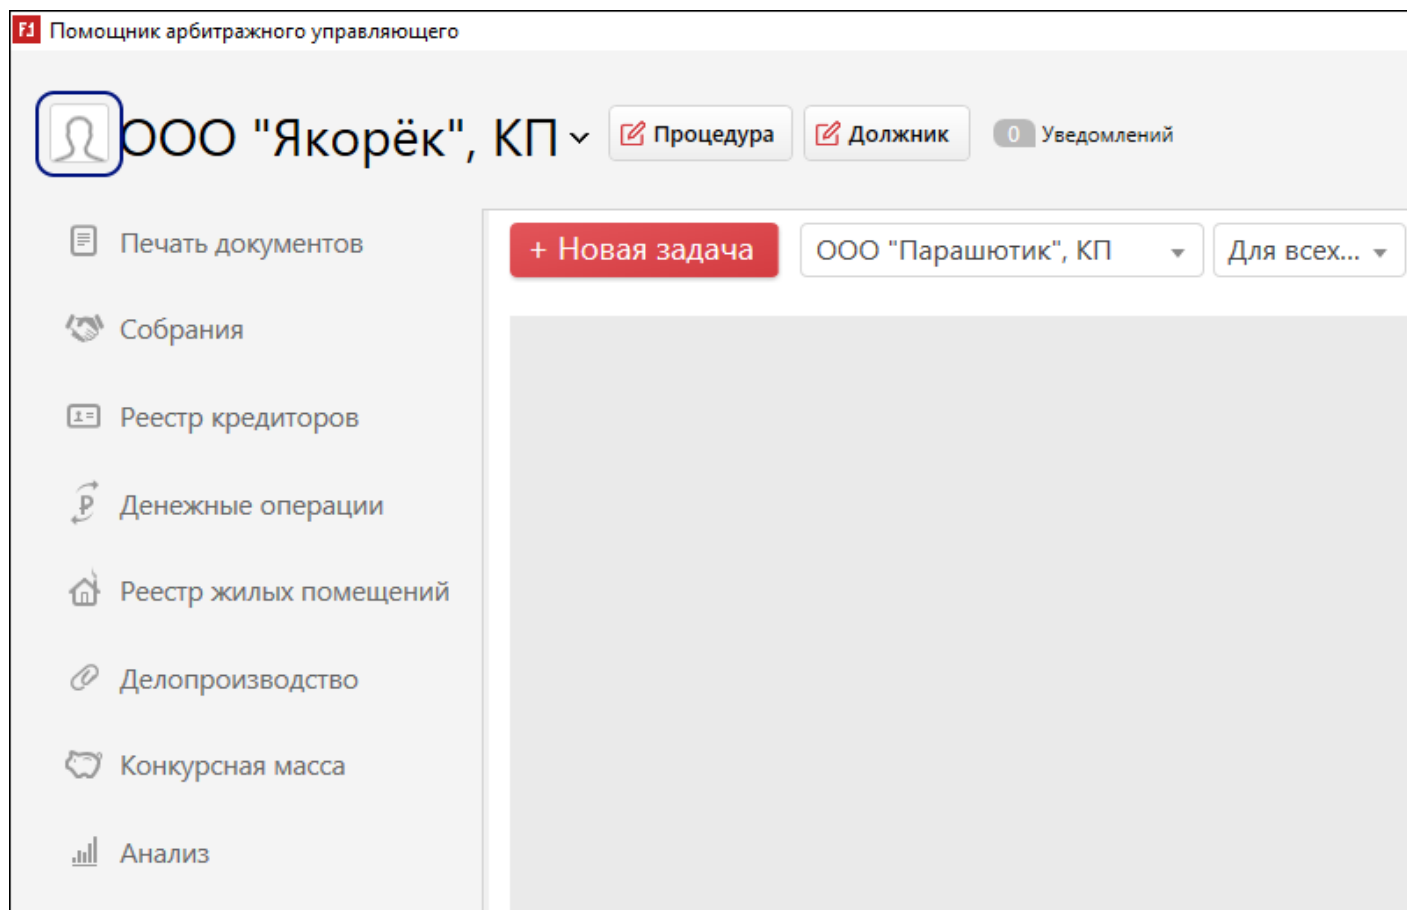 F1 Помощник арбитражного управляющего
ООО "Якорёк", КП Процедура Должник 0 Уведомлений
Печать документов
+ Новая задача ООО "Парашютик", КП Для всех...
Собрания
Реестр кредиторов
Денежные операции
Реестр жилых помещений
Делопроизводство
Конкурсная масса
Анализ